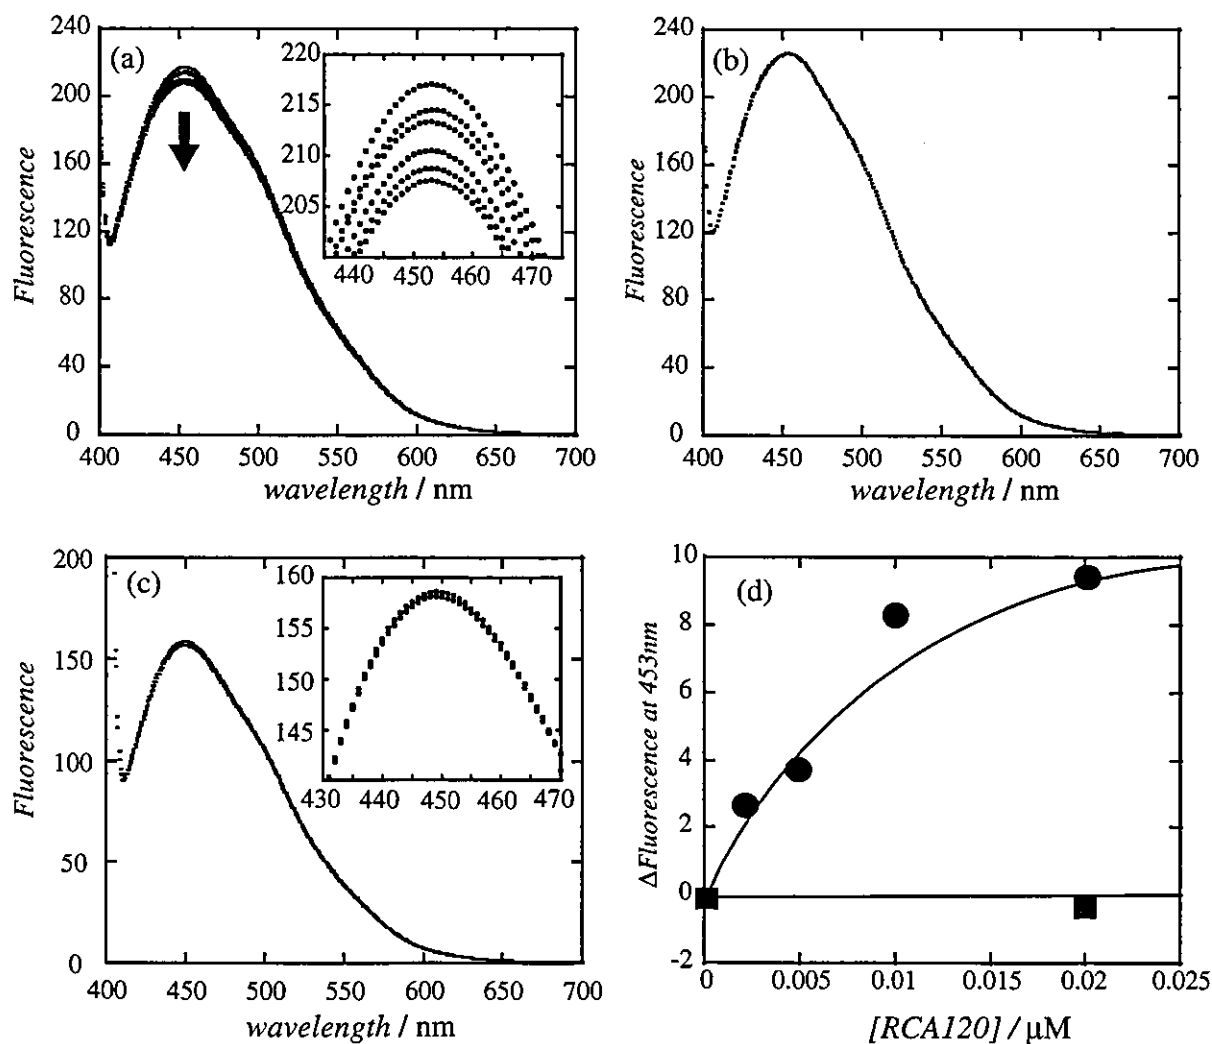 (a)
240
200
160
120
80
40
0
Fluorescence
400 450 500 550 600 650 700
wavelength / nm
220
215
210
205
440 450 460 470
(b)
240
200
160
120
80
40
0
Fluorescence
400 450 500 550 600 650 700
wavelength / nm
(c)
200
150
100
50
0
Fluorescence
400 450 500 550 600 650 700
wavelength / nm
160
155
150
145
430 440 450 460 470
(d)
10
8
6
4
2
0
-2
ΔFluorescence at 453nm
0 0.005 0.01 0.015 0.02 0.025
[RCA120] / μM